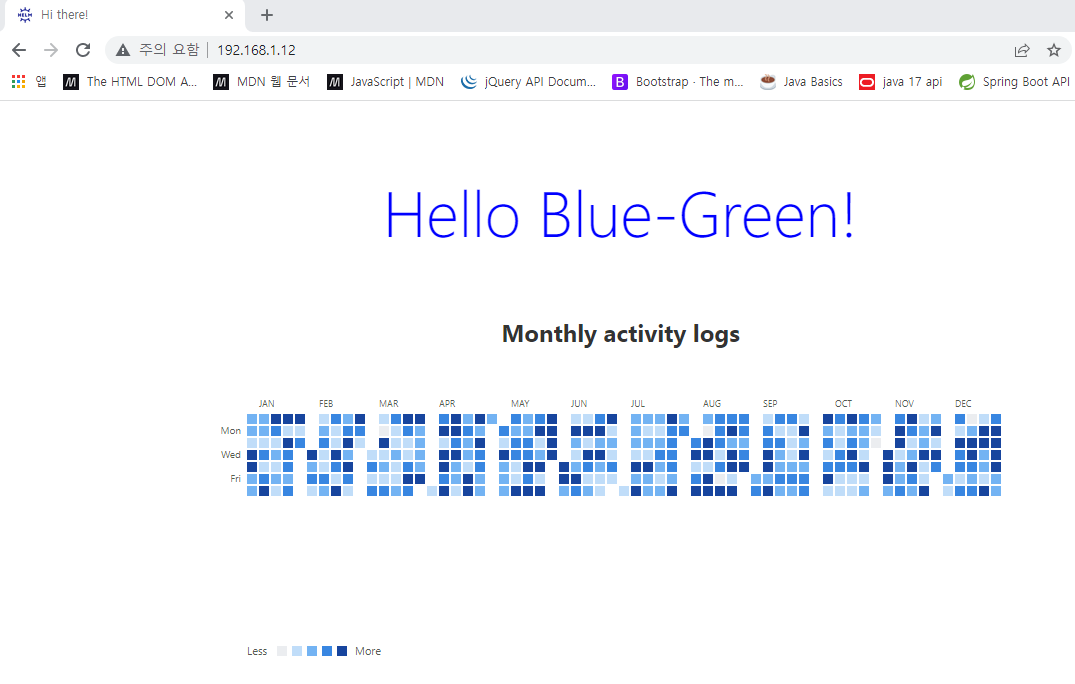 HELM Hi there!
주의 요함 192.168.1.12
앱 The HTML DOM A... MDN 웹 문서 JavaScript | MDN jQuery API Docum... Bootstrap · The m... Java Basics java 17 api Spring Boot API
Hello Blue-Green!
Monthly activity logs
JAN FEB MAR APR MAY JUN JUL AUG SEP OCT NOV DEC
Mon
Wed
Fri
Less More